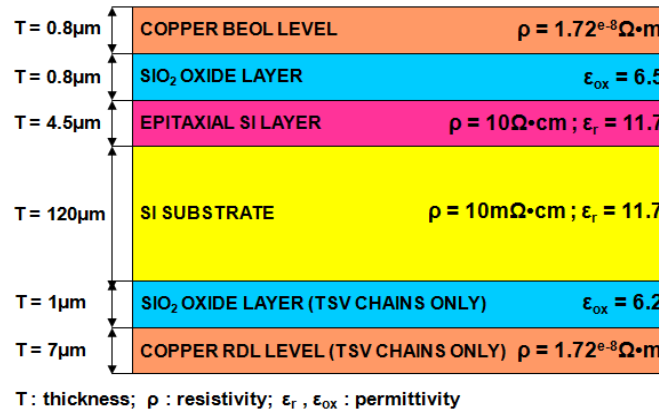 T = 0.8µm COPPER BEOL LEVEL ρ = 1.72e-8Ω•m
T = 0.8µm SIO2 OXIDE LAYER εox = 6.5
T = 4.5µm EPITAXIAL SI LAYER ρ = 10Ω•cm ; εr = 11.7
T = 120µm SI SUBSTRATE ρ = 10mΩ•cm ; εr = 11.7
T = 1µm SIO2 OXIDE LAYER (TSV CHAINS ONLY) εox = 6.2
T = 7µm COPPER RDL LEVEL (TSV CHAINS ONLY) ρ = 1.72e-8Ω•m
T : thickness; ρ : resistivity; εr , εox : permittivity